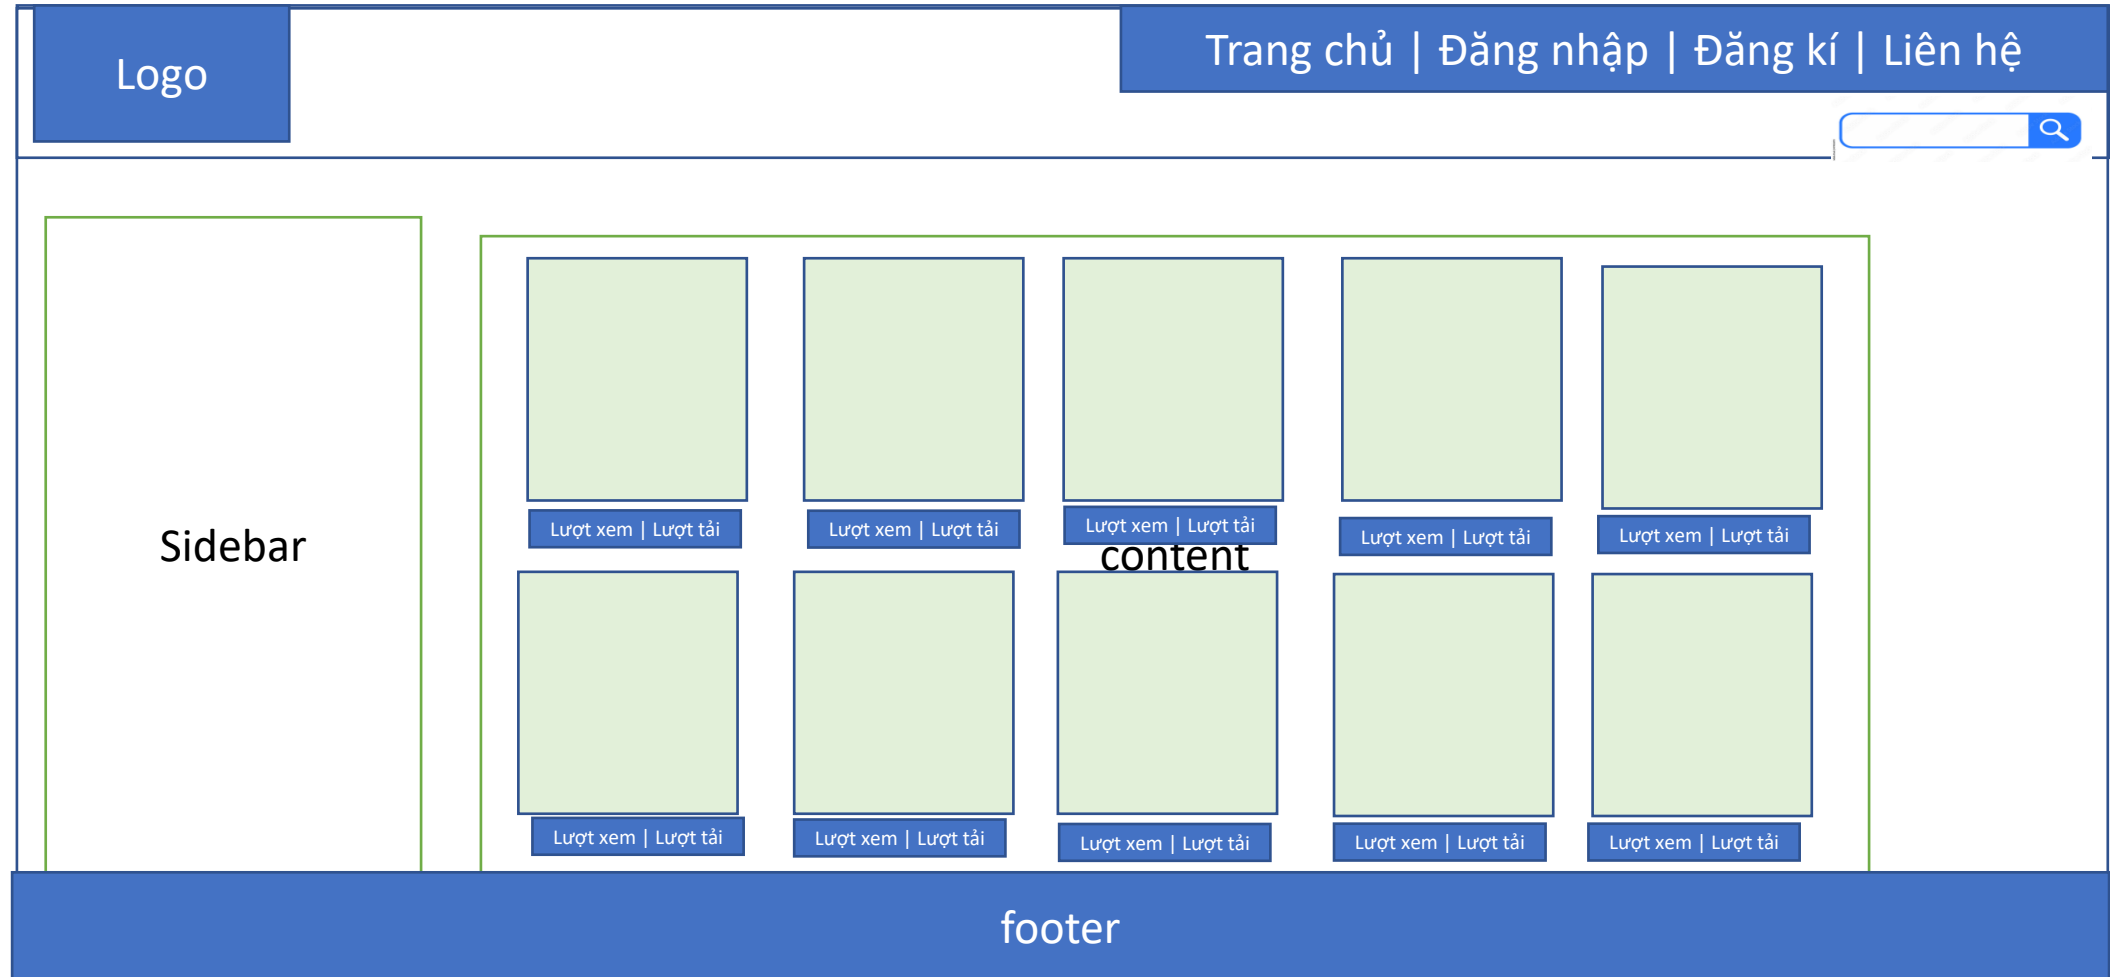 Logo
Trang chủ | Đăng nhập | Đăng kí | Liên hệ
Sidebar
Lượt xem | Lượt tải
Lượt xem | Lượt tải
Lượt xem | Lượt tải
Lượt xem | Lượt tải
Lượt xem | Lượt tải
content
Lượt xem | Lượt tải
Lượt xem | Lượt tải
Lượt xem | Lượt tải
Lượt xem | Lượt tải
Lượt xem | Lượt tải
footer